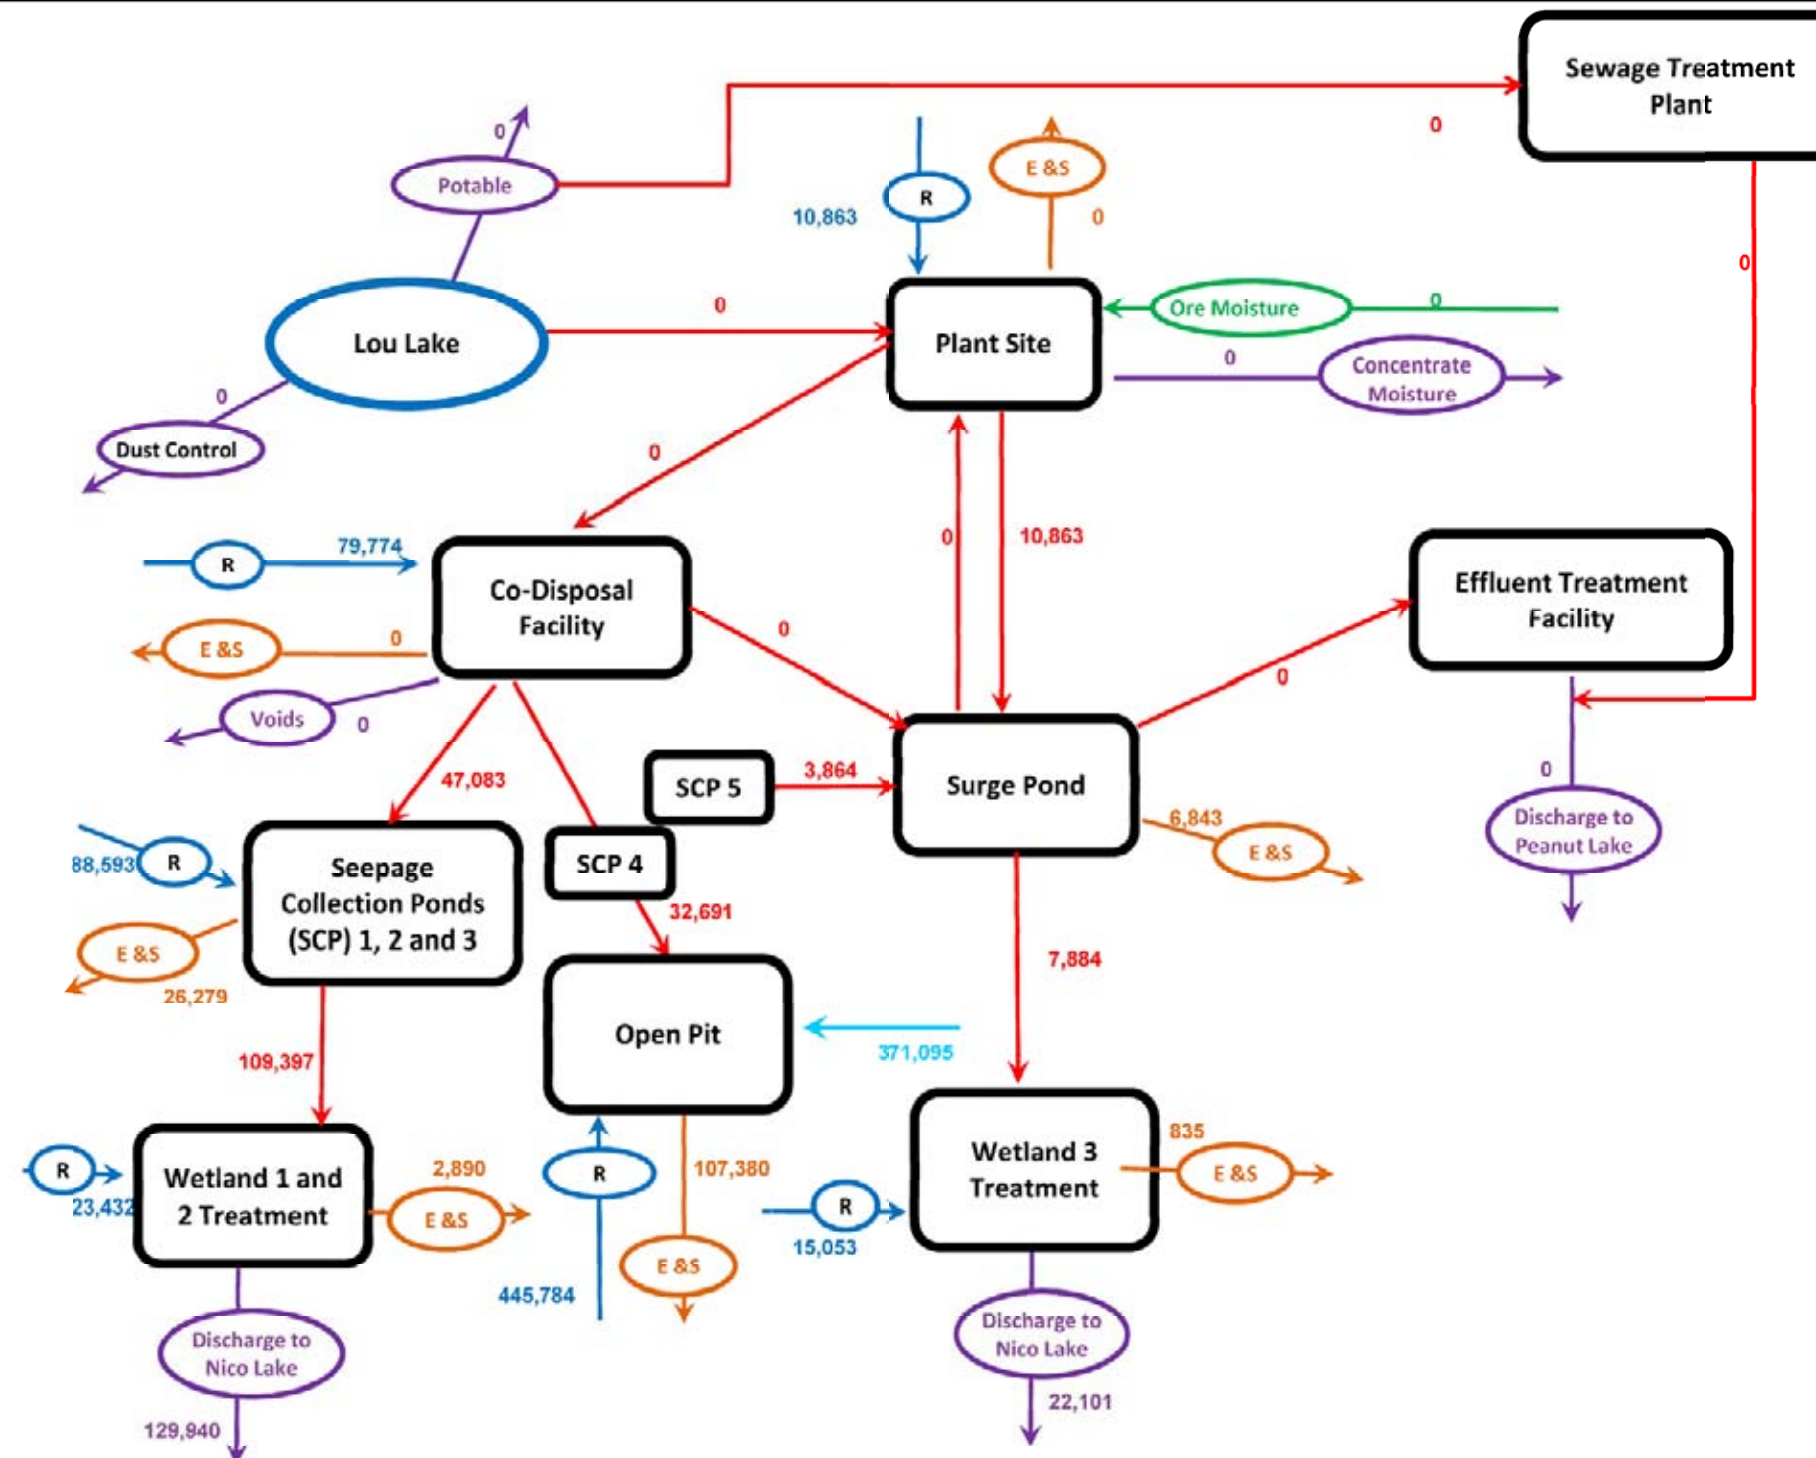 Sewage Treatment
Plant
0
0
Potable
0
R
10,863
E &S
0
Lou Lake
0
Plant Site
Ore Moisture
0
0
Concentrate
Moisture
0
0
Dust Control
0
0
10,863
R
79,774
Co-Disposal
Facility
E &S
0
Voids
0
0
Effluent Treatment
Facility
0
47,083
SCP 5
3,864
Surge Pond
6,843
E &S
0
Discharge to
Peanut Lake
88,593
R
Seepage
Collection Ponds
(SCP) 1, 2 and 3
SCP 4
32,691
E &S
26,279
7,884
Open Pit
371,095
109,397
R
23,432
Wetland 1 and
2 Treatment
2,890
E &S
R
445,784
107,380
E &S
R
15,053
Wetland 3
Treatment
835
E &S
Discharge to
Nico Lake
129,940
Discharge to
Nico Lake
22,101